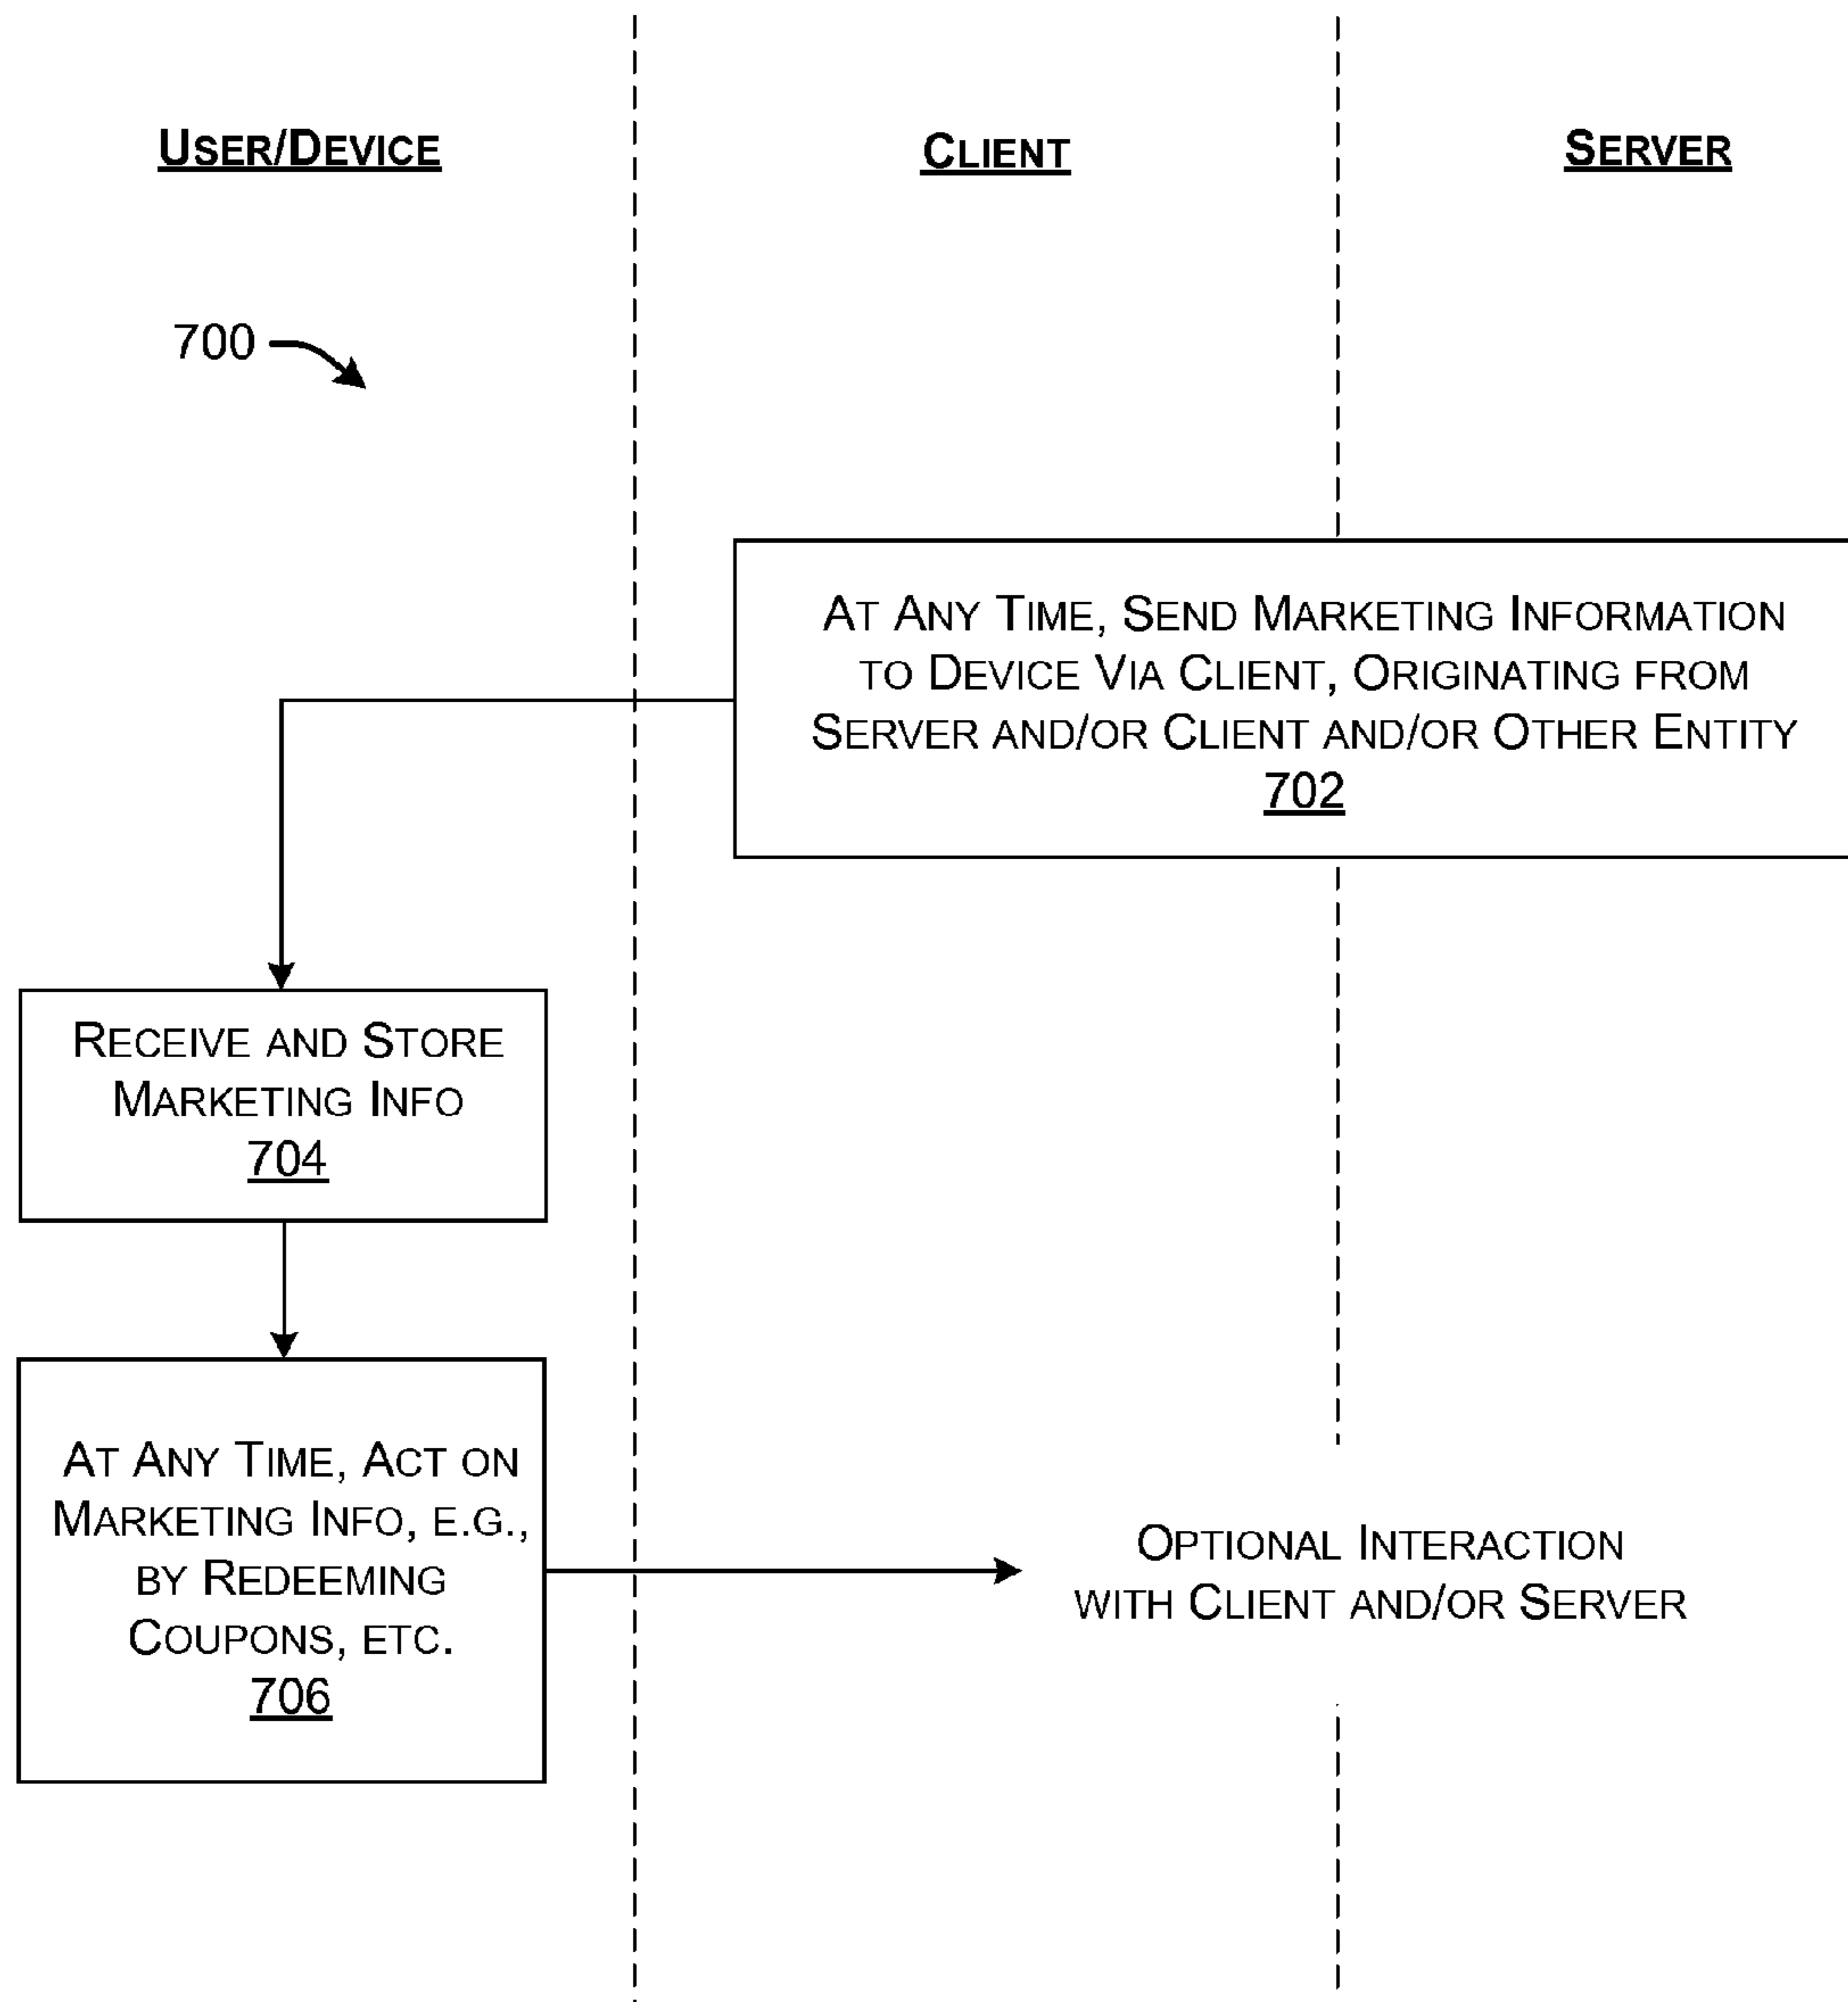 User/Device
Client
Server
700
At Any Time, Send Marketing Information
to Device Via Client, Originating from
Server and/or Client and/or Other Entity
702
Receive and Store
Marketing Info
704
At Any Time, Act on
Marketing Info, e.g.,
by Redeeming
Coupons, etc.
706
Optional Interaction
with Client and/or Server